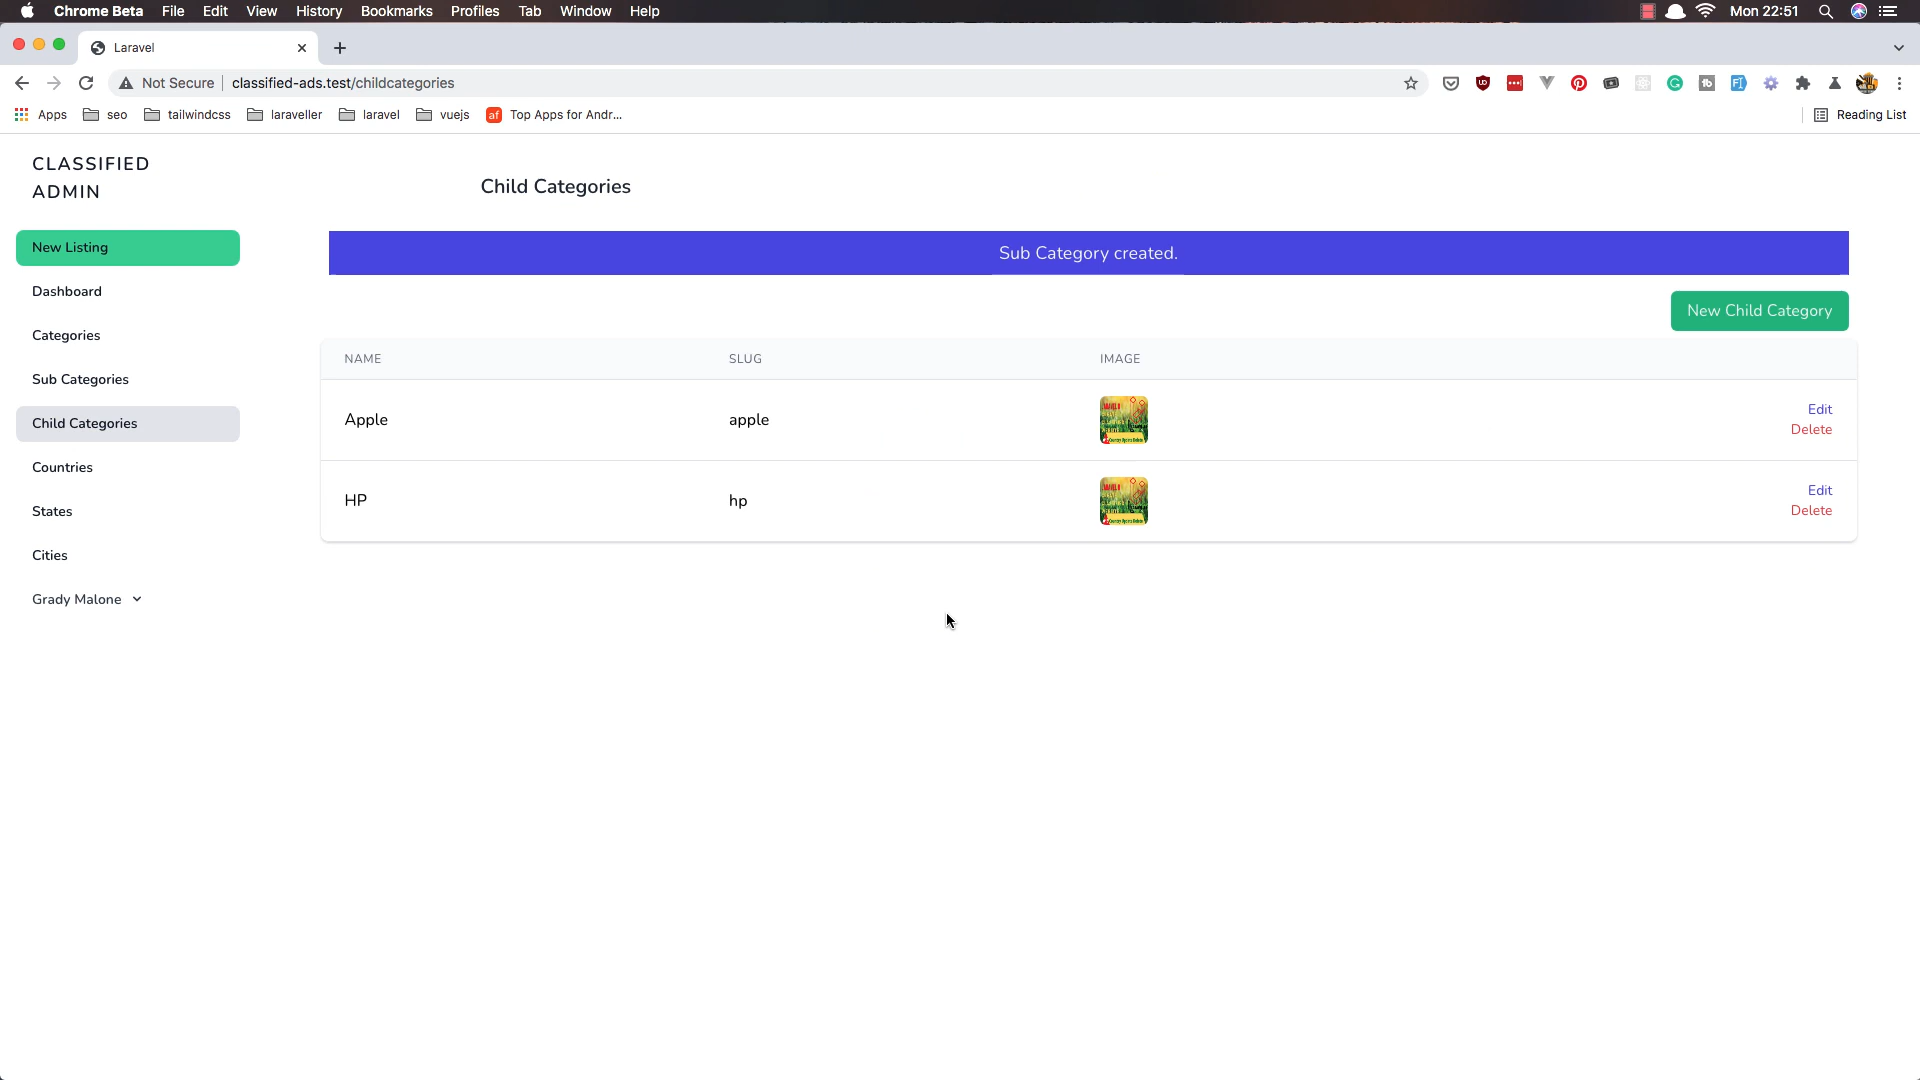 Chrome Beta File Edit View History Bookmarks Profiles Tab Window Help Mon 22:51
Laravel
Not Secure classified-ads.test/childcategories
Apps seo tailwindcss laraveller laravel vuejs af Top Apps for Andr... Reading List
CLASSIFIED
ADMIN
Child Categories
New Listing
Sub Category created.
Dashboard
New Child Category
Categories
NAME SLUG IMAGE
Sub Categories
Apple apple Edit
Delete
Child Categories
Countries
HP hp Edit
Delete
States
Cities
Grady Malone